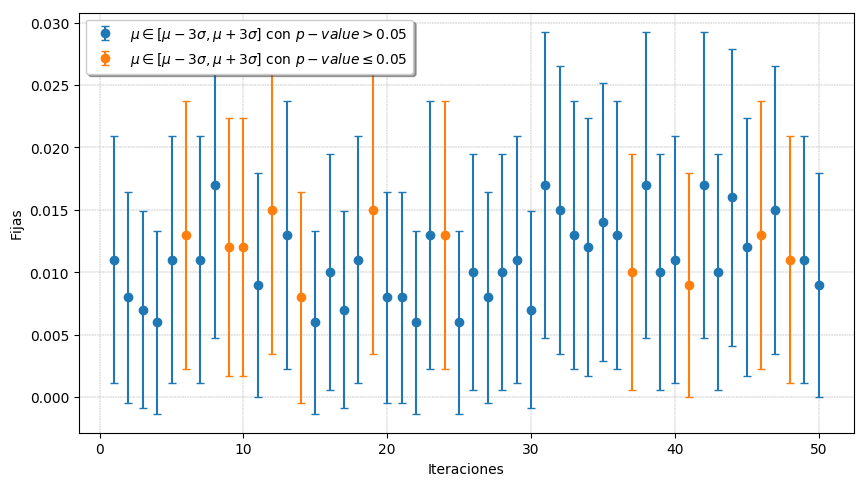 0.030
0.025
0.020
0.015
0.010
0.005
0.000
Fijas
μ ∈ [μ − 3σ, μ + 3σ] con p − value > 0.05
μ ∈ [μ − 3σ, μ + 3σ] con p − value ≤ 0.05
0 10 20 30 40 50
Iteraciones